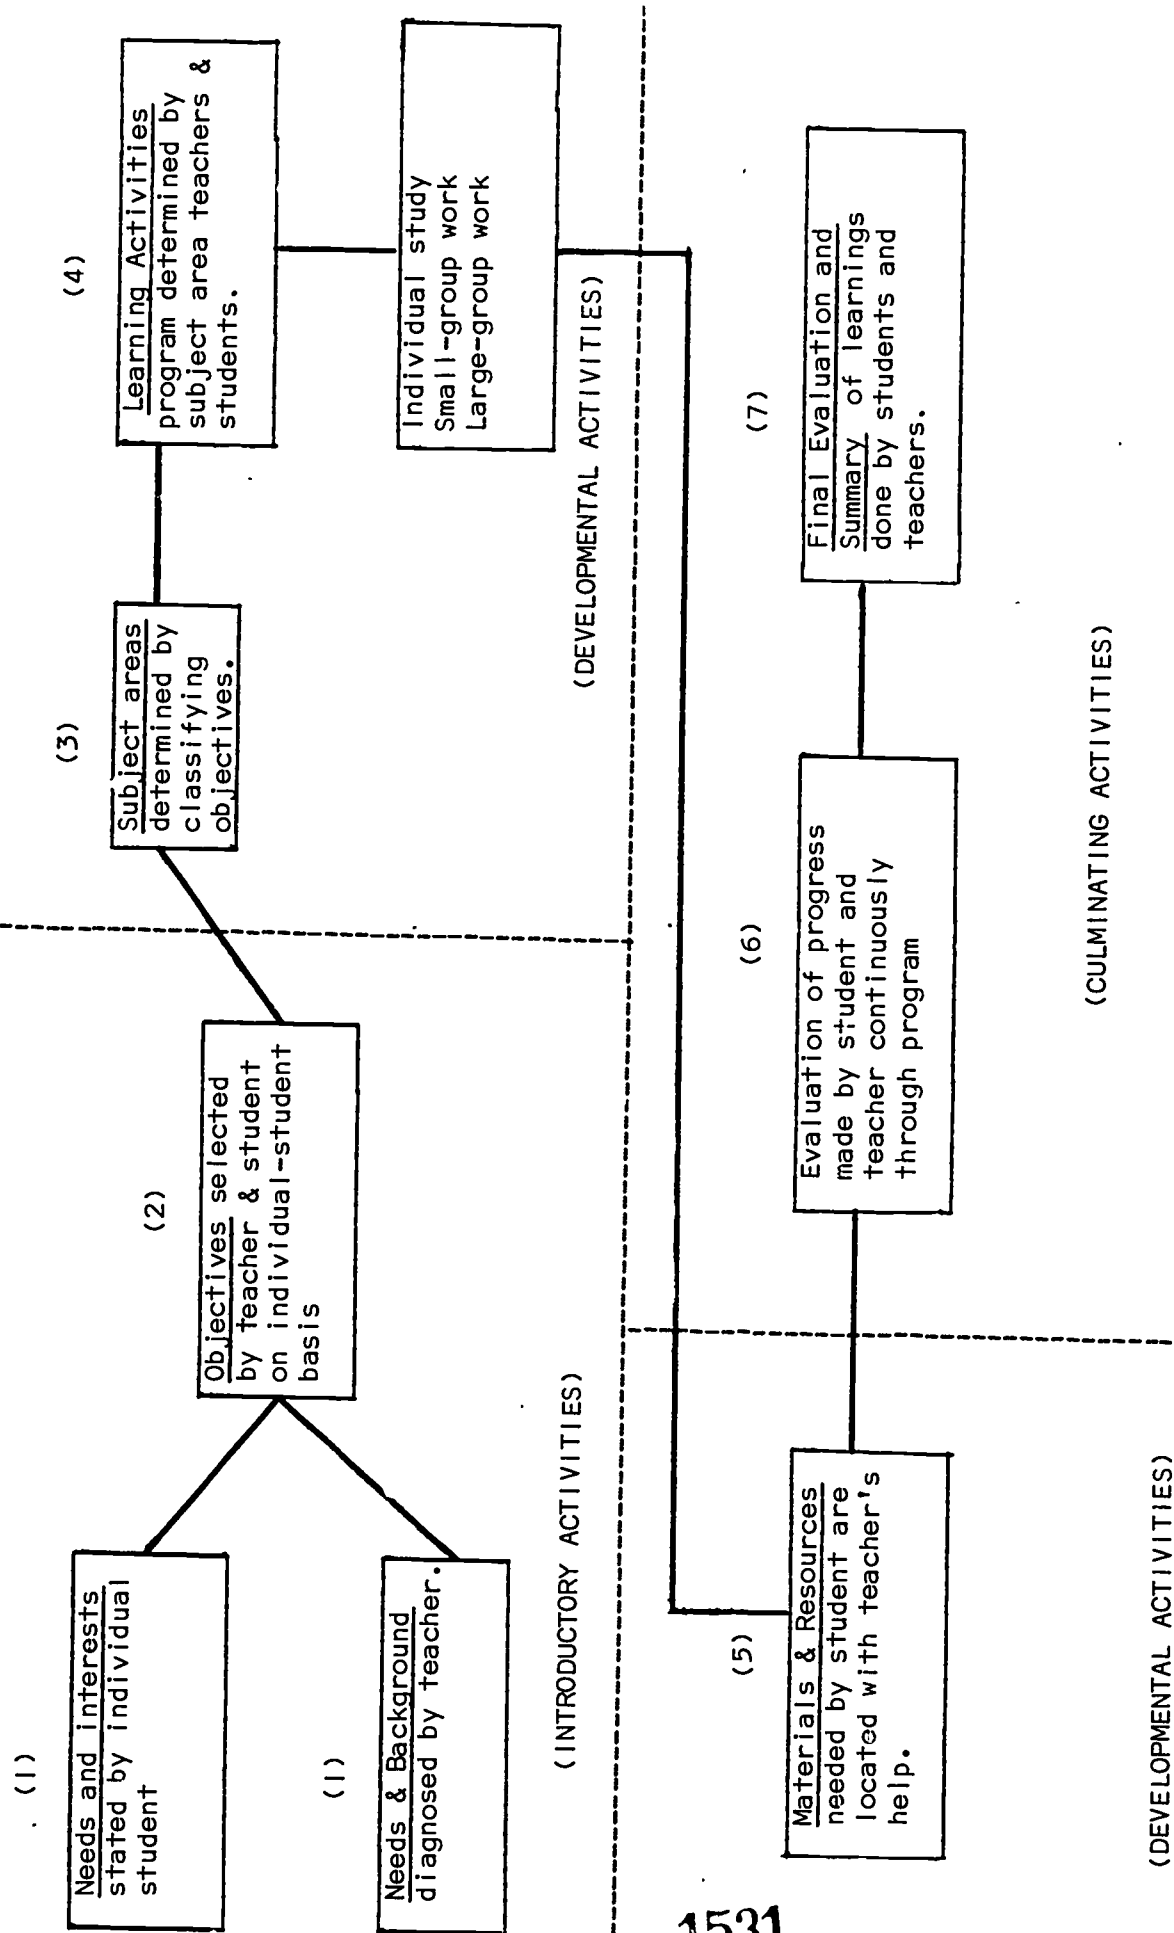 (1)
Needs and interests
stated by individual
student
(1)
Needs & Background
diagnosed by teacher.
(2)
Objectives selected
by teacher & student
on individual-student
basis
(INTRODUCTORY ACTIVITIES)
(3)
Subject areas
determined by
classifying
objectives.
(4)
Learning Activities
program determined by
subject area teachers &
students.
Individual study
Small-group work
Large-group work
(DEVELOPMENTAL ACTIVITIES)
(5)
Materials & Resources
needed by student are
located with teacher's
help.
(DEVELOPMENTAL ACTIVITIES)
(6)
Evaluation of progress
made by student and
teacher continuously
through program
(7)
Final Evaluation and
Summary of learnings
done by students and
teachers.
(CULMINATING ACTIVITIES)
1531